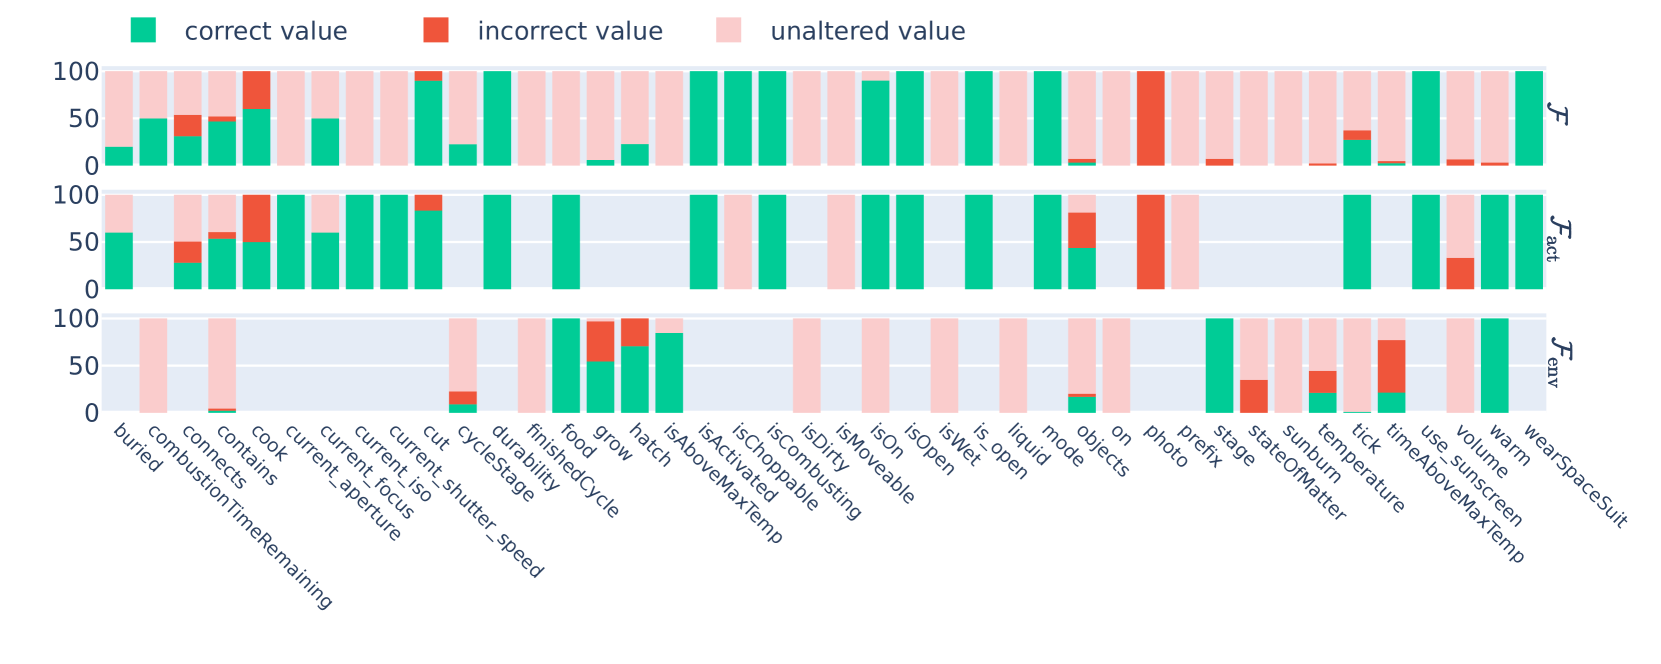 correct value incorrect value unaltered value
100
50
0
ℱ
100
50
0
ℱact
100
50
0
ℱenv
buried
combustionTimeRemaining
connects
contains
cook
current_aperture
current_focus
current_iso
current_shutter_speed
cut
cycleStage
durability
finishedCycle
food
grow
hatch
isAboveMaxTemp
isActivated
isChoppable
isCombusting
isDirty
isMoveable
isOn
isOpen
isWet
is_open
liquid
mode
objects
on
photo
prefix
stage
stateOfMatter
sunburn
temperature
tick
timeAboveMaxTemp
use_sunscreen
volume
warm
wearSpaceSuit